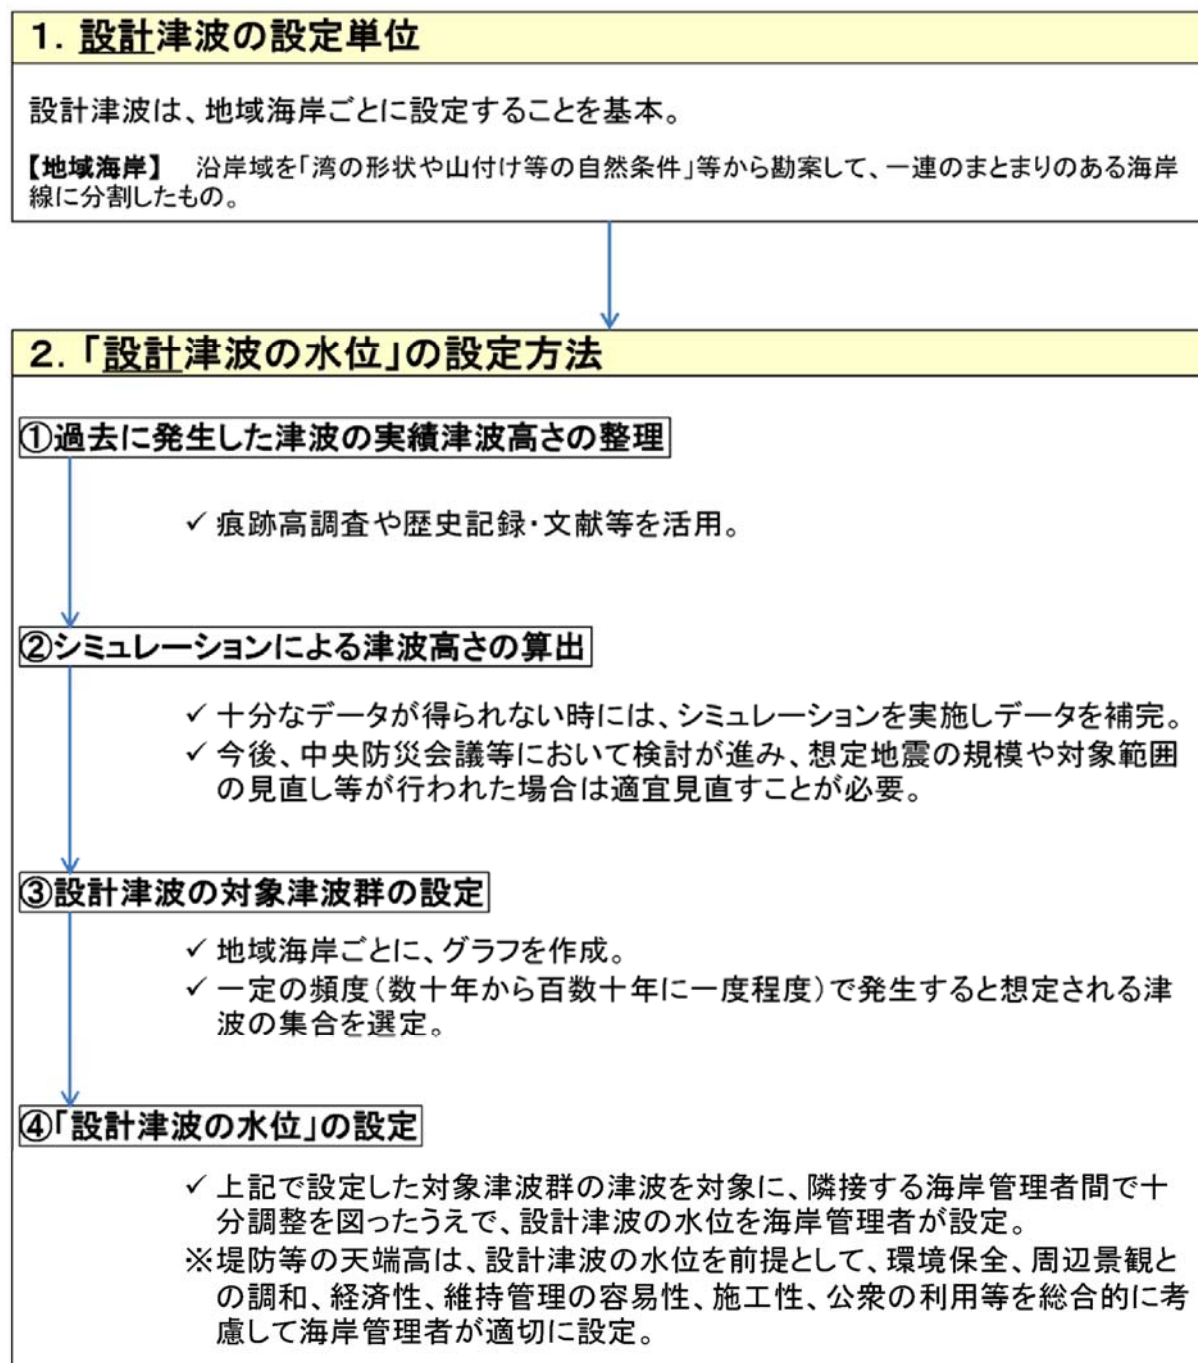 1. 設計津波の設定単位
設計津波は、地域海岸ごとに設定することを基本。
【地域海岸】　沿岸域を「湾の形状や山付け等の自然条件」等から勘案して、一連のまとまりのある海岸
線に分割したもの。
2. 「設計津波の水位」の設定方法
①過去に発生した津波の実績津波高さの整理
✓ 痕跡高調査や歴史記録・文献等を活用。
②シミュレーションによる津波高さの算出
✓ 十分なデータが得られない時には、シミュレーションを実施しデータを補完。
✓ 今後、中央防災会議等において検討が進み、想定地震の規模や対象範囲
の見直し等が行われた場合は適宜見直すことが必要。
③設計津波の対象津波群の設定
✓ 地域海岸ごとに、グラフを作成。
✓ 一定の頻度（数十年から百数十年に一度程度）で発生すると想定される津
波の集合を選定。
④「設計津波の水位」の設定
✓ 上記で設定した対象津波群の津波を対象に、隣接する海岸管理者間で十
分調整を図ったうえで、設計津波の水位を海岸管理者が設定。
※堤防等の天端高は、設計津波の水位を前提として、環境保全、周辺景観と
の調和、経済性、維持管理の容易性、施工性、公衆の利用等を総合的に考
慮して海岸管理者が適切に設定。